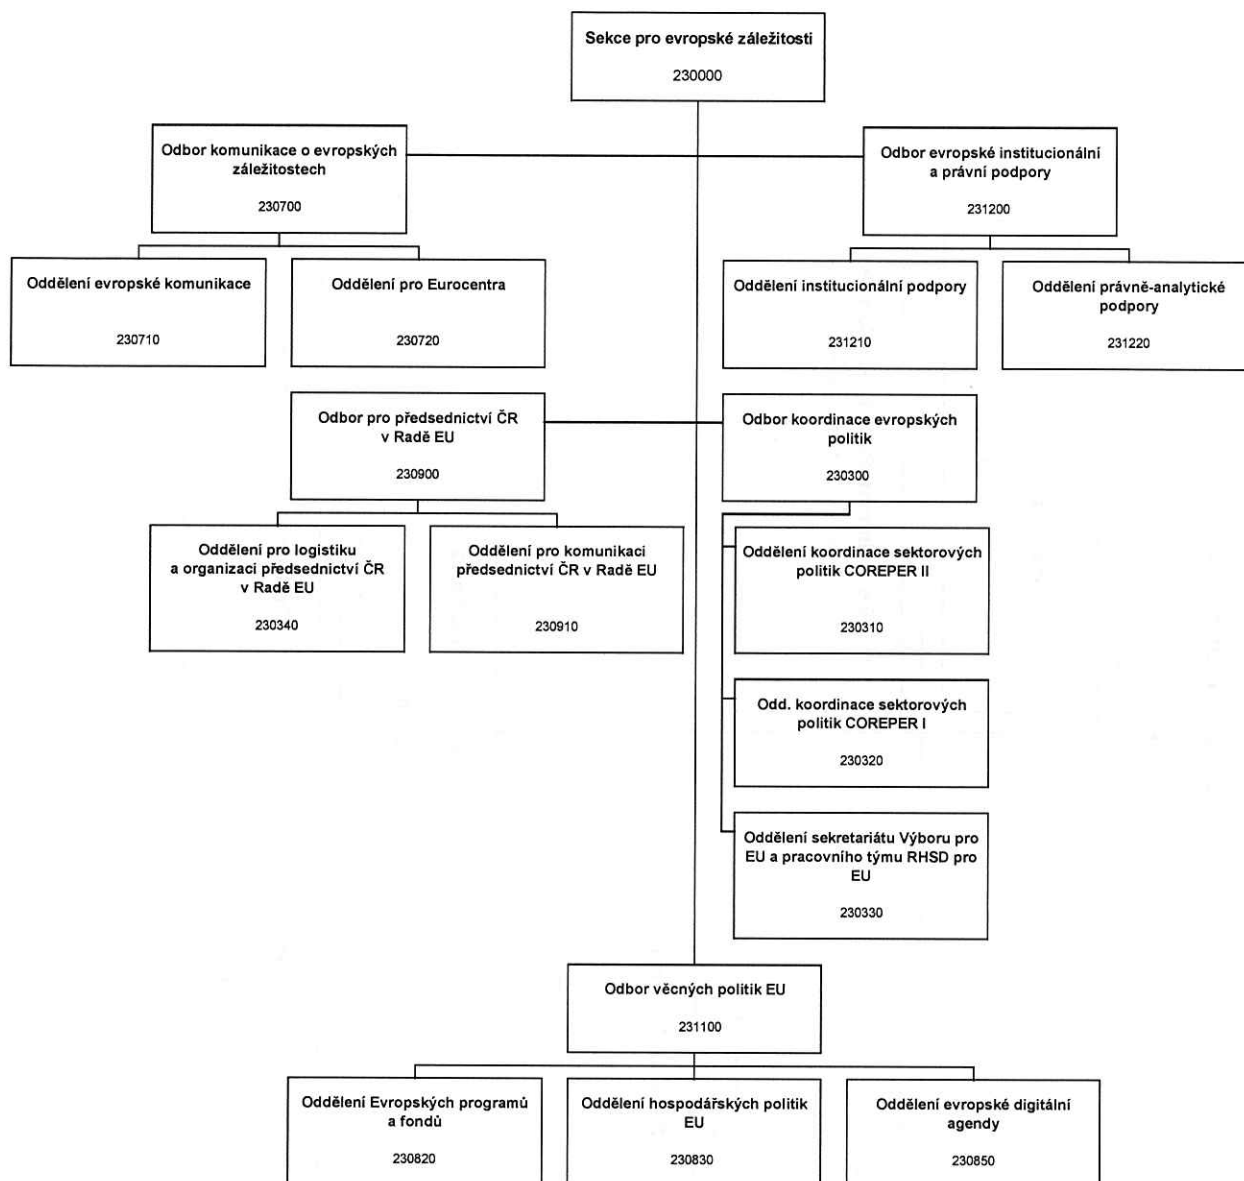 Sekce pro evropské záležitosti
230000
Odbor komunikace o evropských
záležitostech
230700
Odbor evropské institucionální
a právní podpory
231200
Oddělení evropské komunikace
230710
Oddělení pro Eurocentra
230720
Oddělení institucionální podpory
231210
Oddělení právně-analytické
podpory
231220
Odbor pro předsednictví ČR
v Radě EU
230900
Odbor koordinace evropských
politik
230300
Oddělení pro logistiku
a organizaci předsednictví ČR
v Radě EU
230340
Oddělení pro komunikaci
předsednictví ČR v Radě EU
230910
Oddělení koordinace sektorových
politik COREPER II
230310
Odd. koordinace sektorových
politik COREPER I
230320
Oddělení sekretariátu Výboru pro
EU a pracovního týmu RHSD pro
EU
230330
Odbor věcných politik EU
231100
Oddělení Evropských programů
a fondů
230820
Oddělení hospodářských politik
EU
230830
Oddělení evropské digitální
agendy
230850